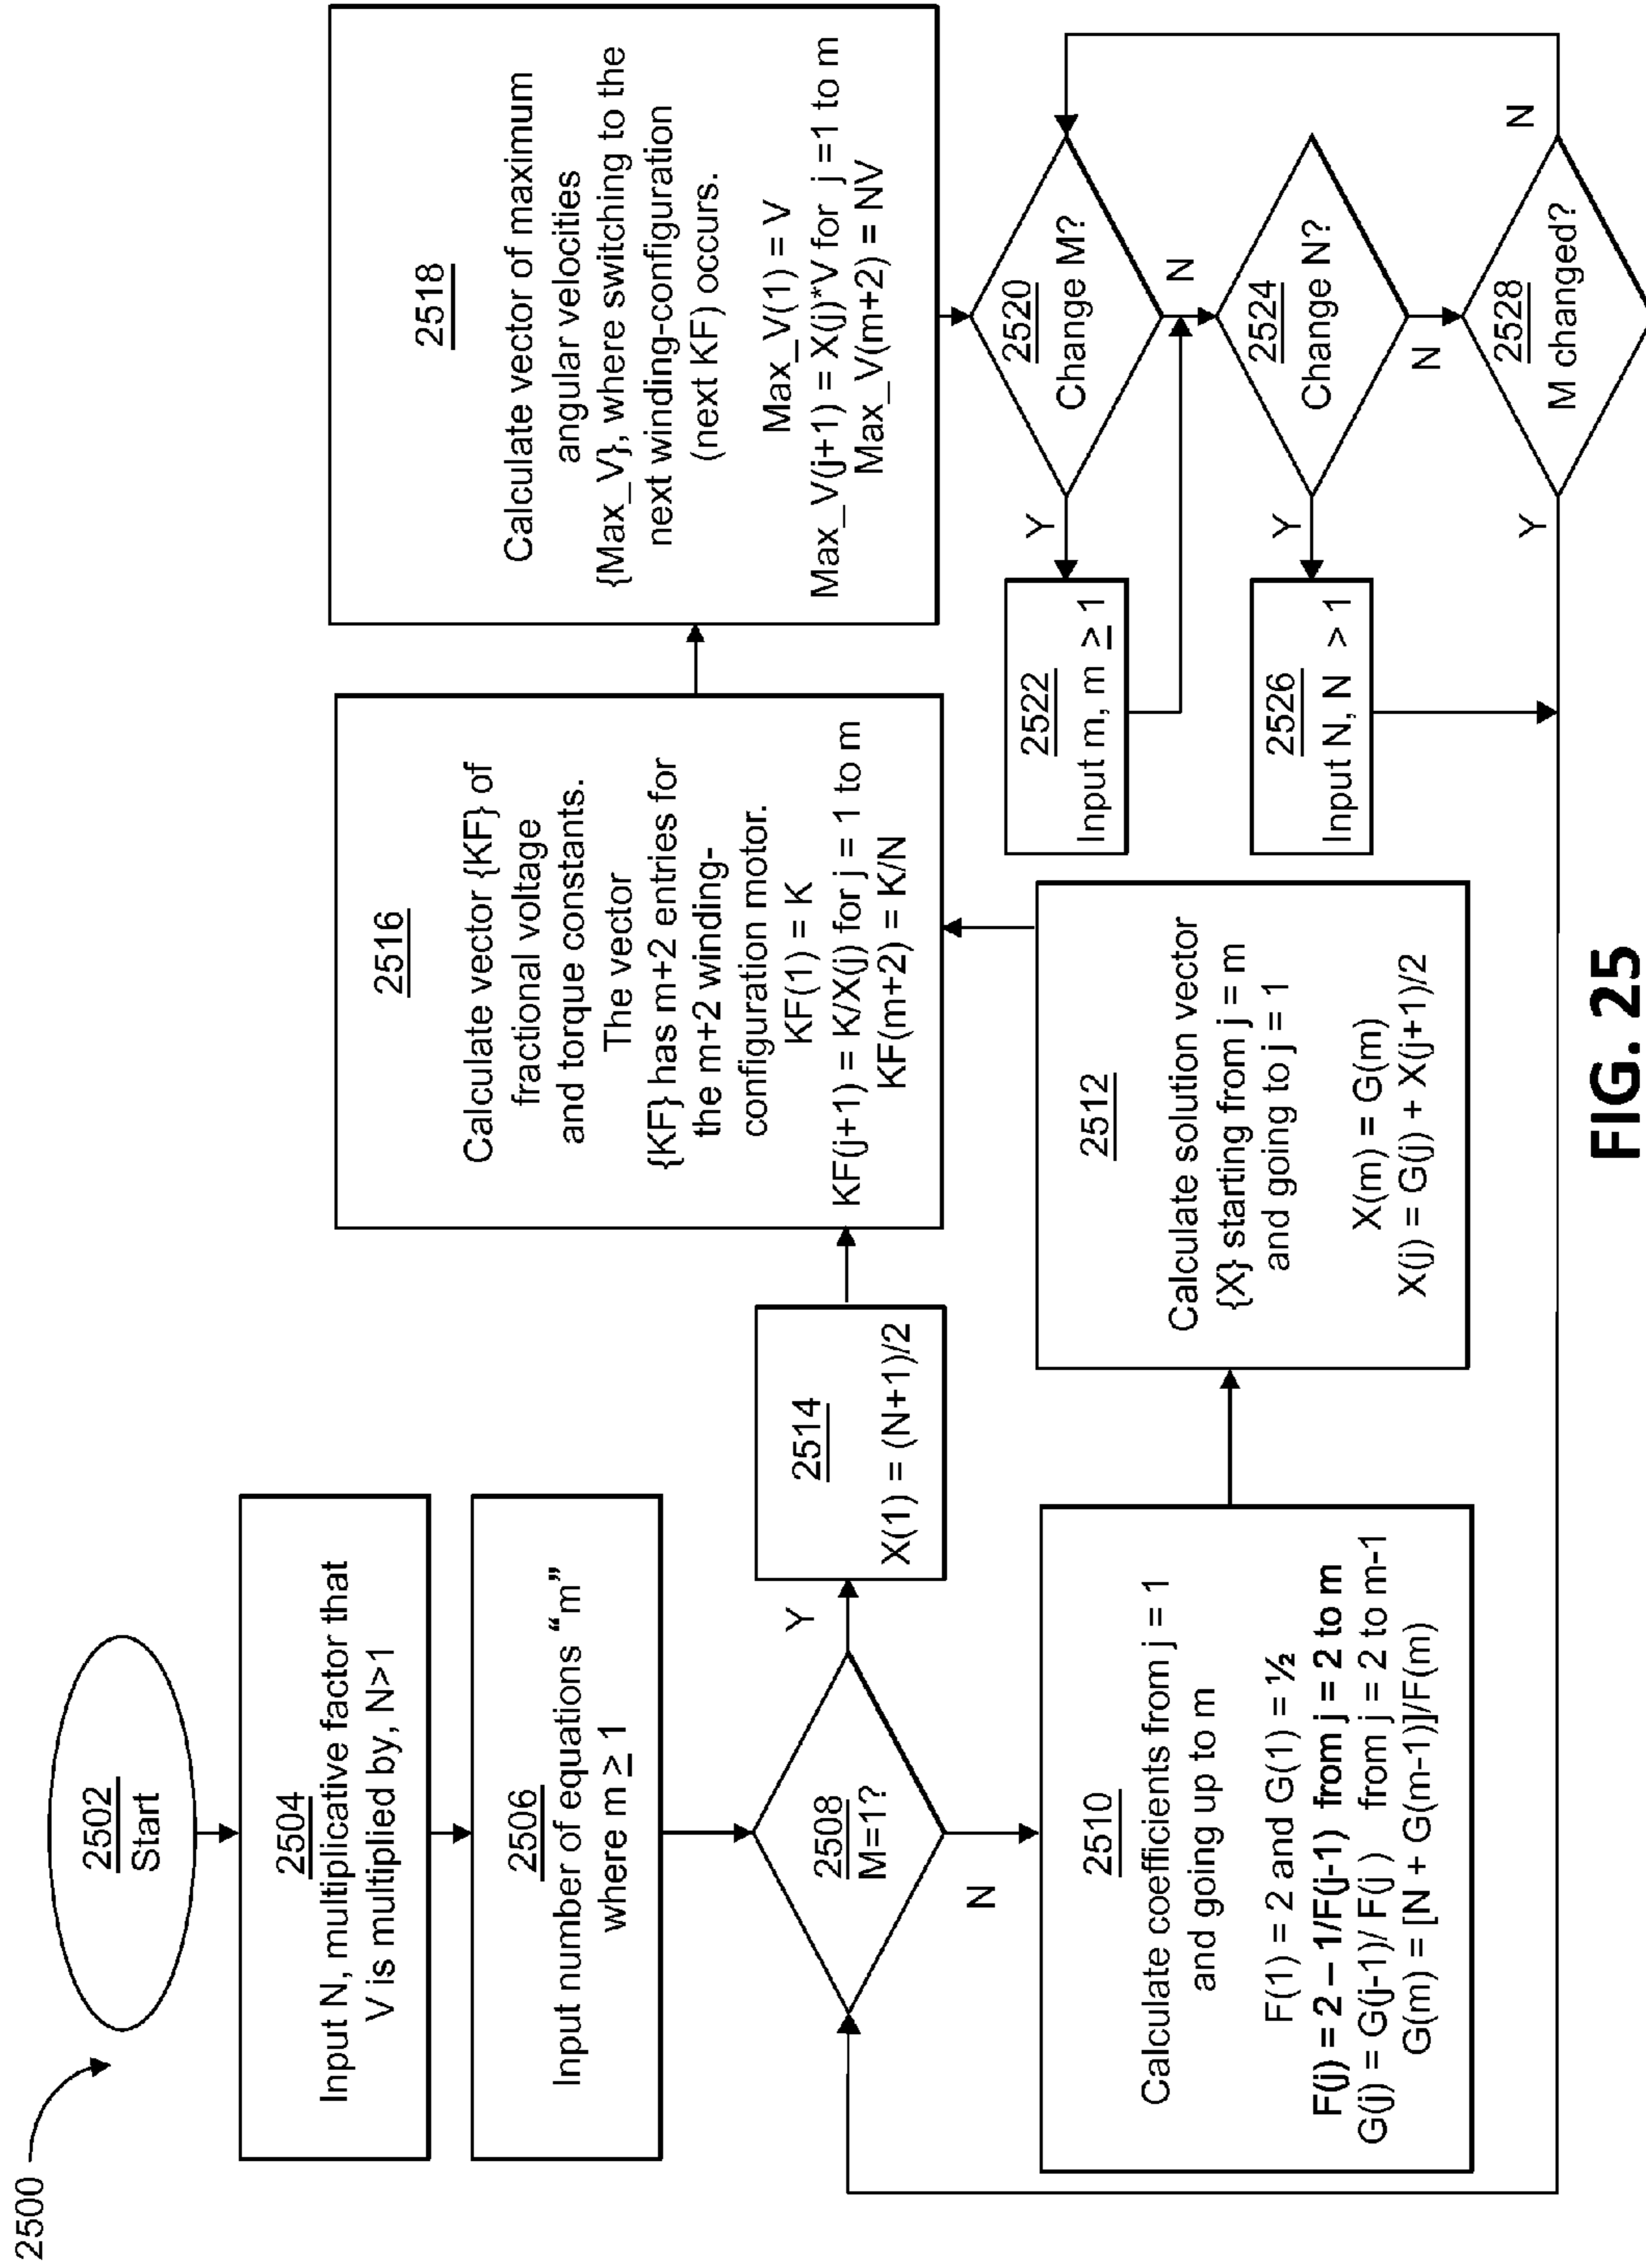 2500
2502
Start
2504
Input N, multiplicative factor that
V is multiplied by, N>1
2506
Input number of equations “m”
where m ≥ 1
2508
M=1?
Y
N
2510
Calculate coefficients from j = 1
and going up to m
F(1) = 2 and G(1) = ½
F(j) = 2 – 1/F(j-1) from j = 2 to m
G(j) = G(j-1)/ F(j) from j = 2 to m-1
G(m) = [N + G(m-1)]/F(m)
2514
X(1) = (N+1)/2
2512
Calculate solution vector
{X} starting from j = m
and going to j = 1
X(m) = G(m)
X(j) = G(j) + X(j+1)/2
2516
Calculate vector {KF} of
fractional voltage
and torque constants.
The vector
{KF} has m+2 entries for
the m+2 winding-
configuration motor.
KF(1) = K
KF(j+1) = K/X(j) for j = 1 to m
KF(m+2) = K/N
2518
Calculate vector of maximum
angular velocities
{Max_V}, where switching to the
next winding-configuration
(next KF) occurs.
Max_V(1) = V
Max_V(j+1) = X(j)*V for j =1 to m
Max_V(m+2) = NV
2520
Change M?
Y
N
2522
Input m, m ≥ 1
2524
Change N?
Y
N
2526
Input N, N > 1
2528
M changed?
Y
N
FIG. 25